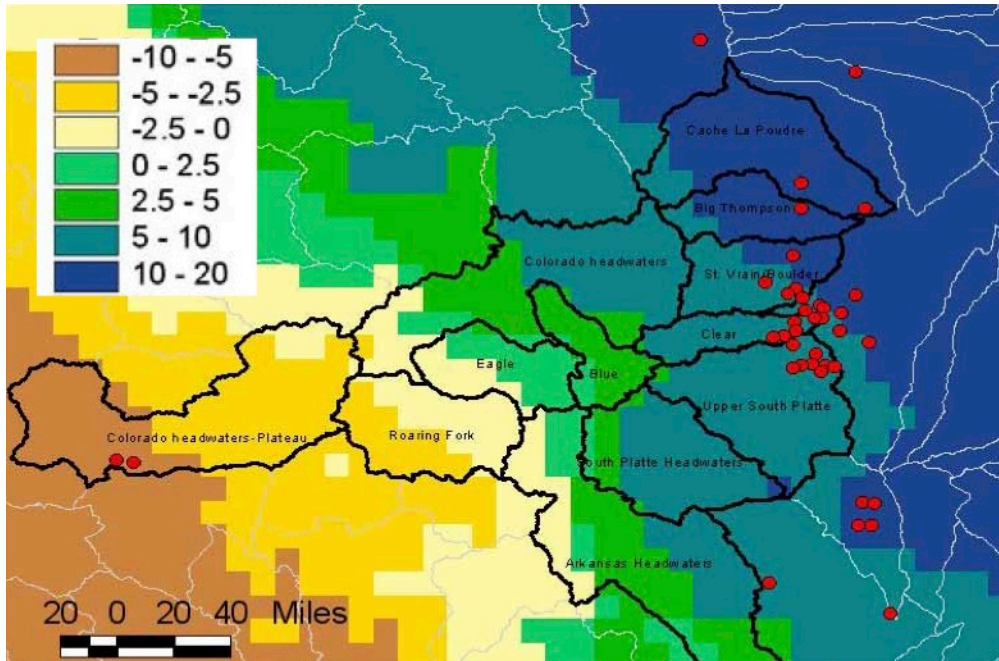 -10 - -5
-5 - -2.5
-2.5 - 0
0 - 2.5
2.5 - 5
5 - 10
10 - 20
Cache La Poudre
Big Thompson
Colorado headwaters
St. Vrain/Boulder
Clear
Eagle
Blue
Upper South Platte
Colorado headwaters-Plateau
Roaring Fork
South Platte Headwaters
Arkansas Headwaters
20 0 20 40 Miles